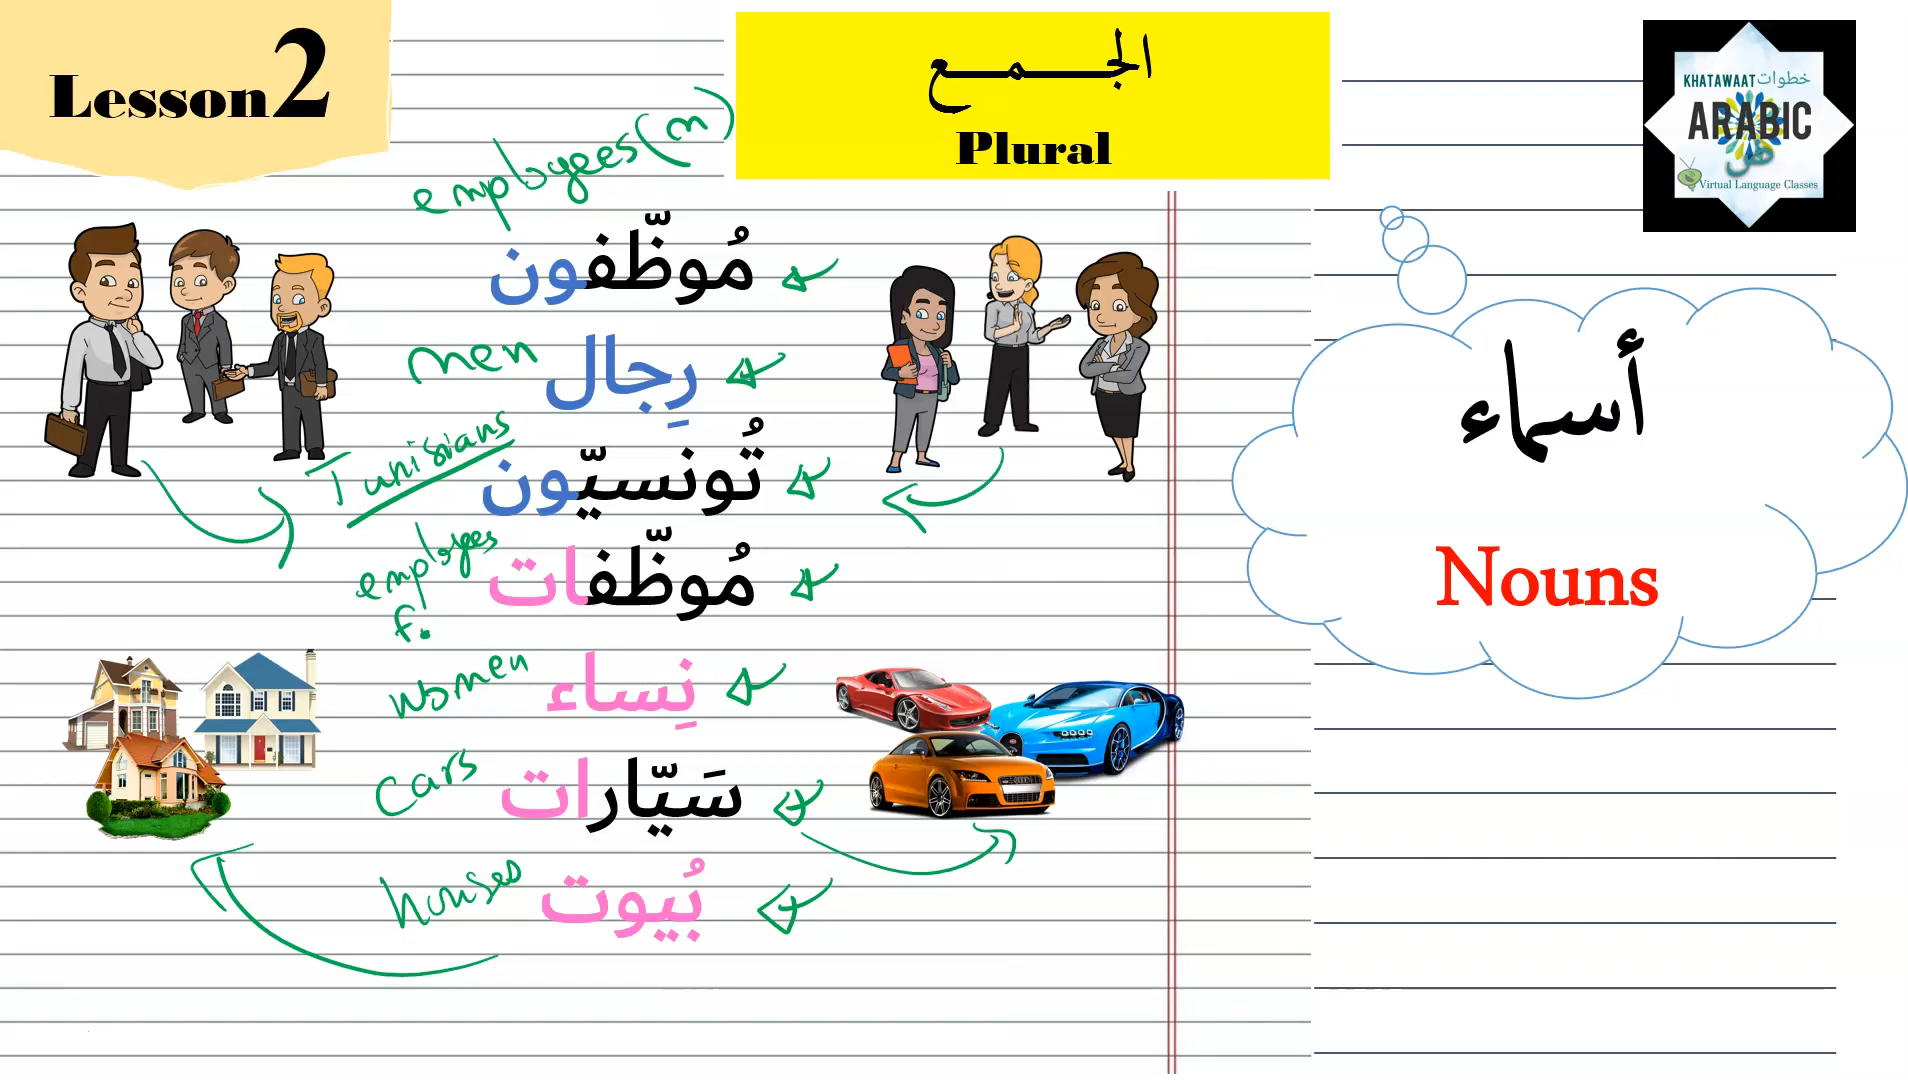 Lesson 2
الجـــمـــع
Plural
KHATAWAAT خطوات
ARABIC
ض
Virtual Language Classes
employees (m)
مُوظّفون
men
رِجال
Tunisians
تُونسيّون
employees
f.
مُوظّفات
women
نِساء
cars
سَيّارات
houses
بُيوت
أسماء
Nouns